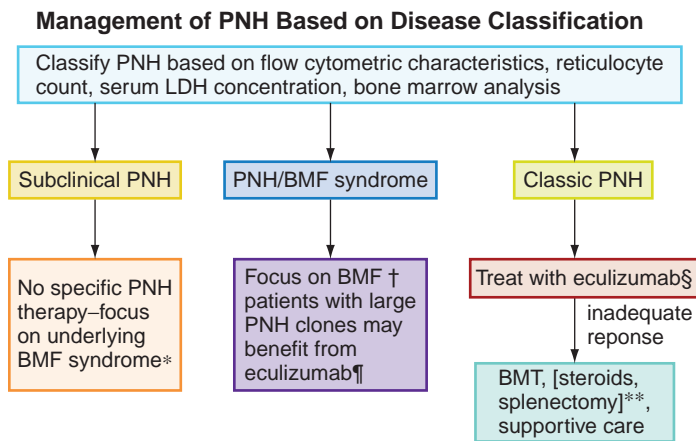 Management of PNH Based on Disease Classification
Classify PNH based on flow cytometric characteristics, reticulocyte
count, serum LDH concentration, bone marrow analysis
Subclinical PNH
PNH/BMF syndrome
Classic PNH
No specific PNH
therapy–focus
on underlying
BMF syndrome*
Focus on BMF †
patients with large
PNH clones may
benefit from
eculizumab¶
Treat with eculizumab§
inadequate
reponse
BMT, [steroids,
splenectomy]**,
supportive care